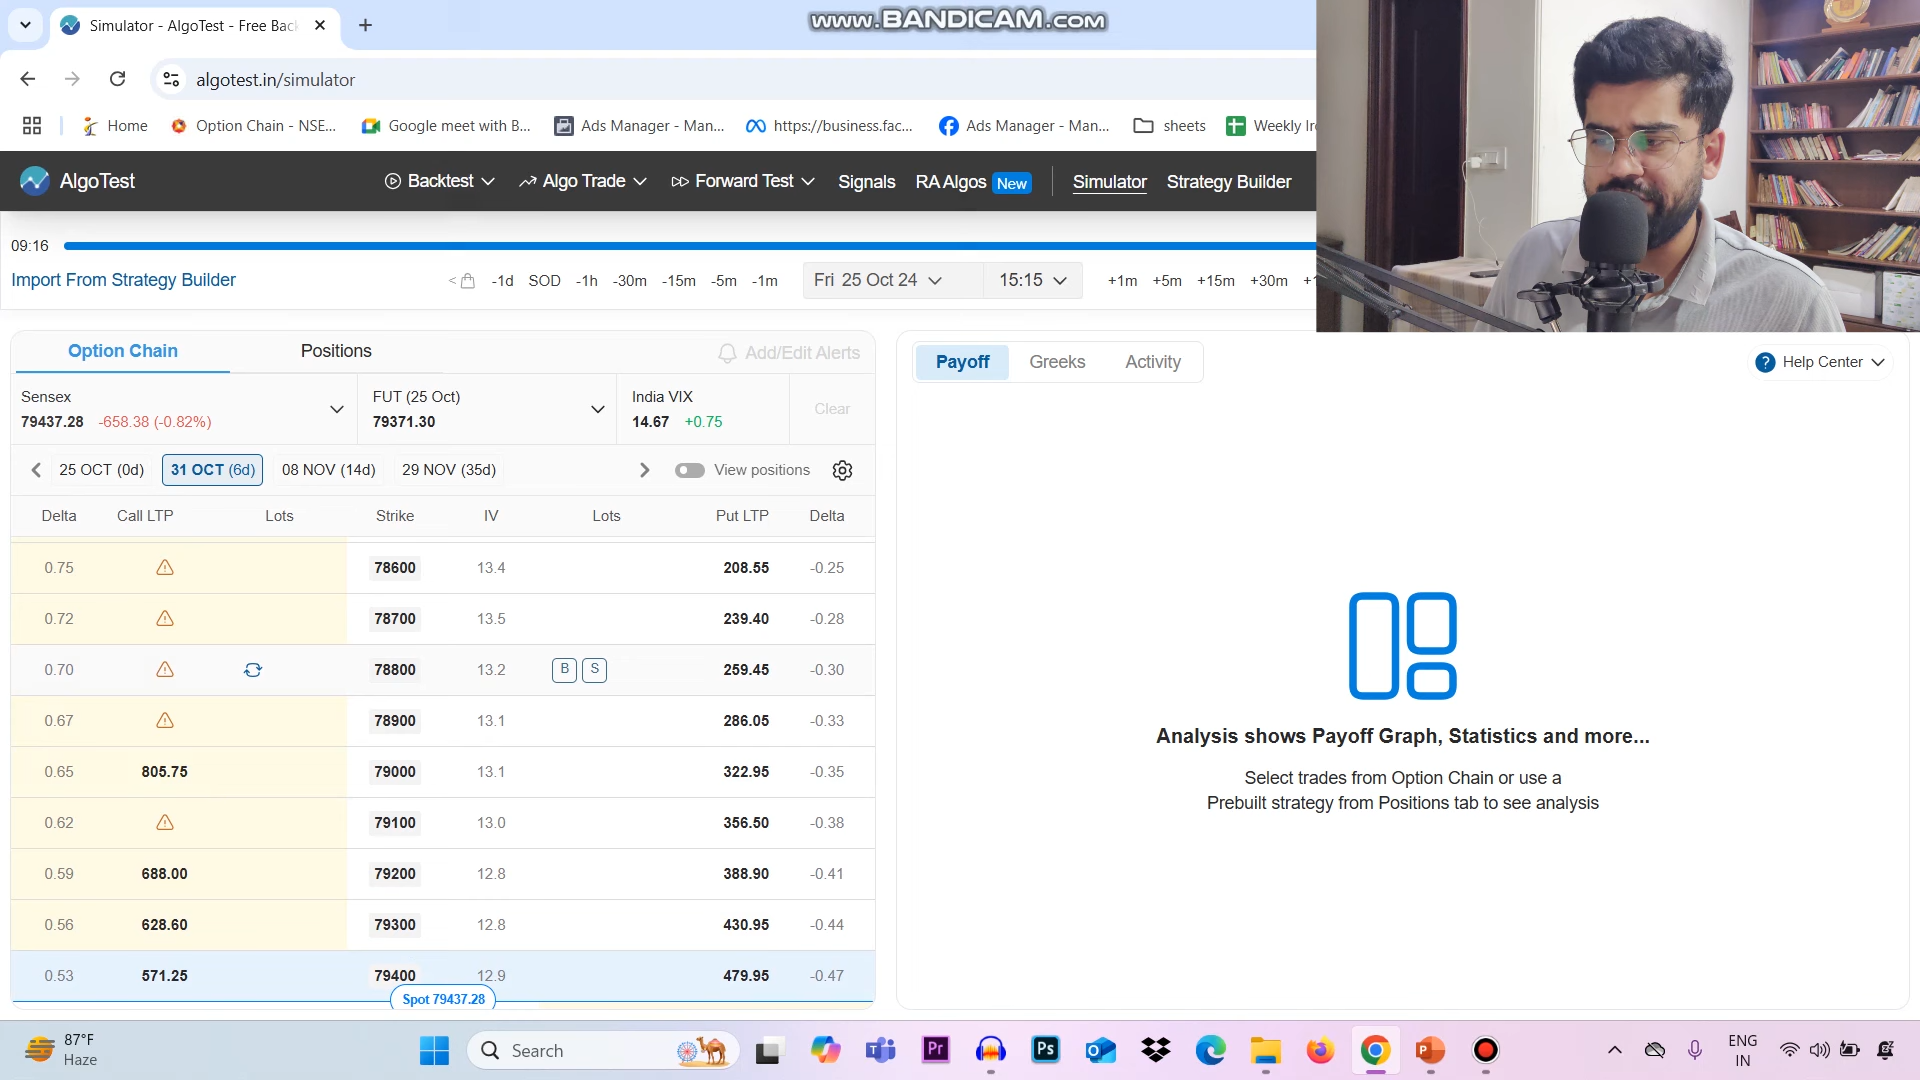 Simulator - AlgoTest - Free Bac
www.BANDICAM.com
algotest.in/simulator
Home
Option Chain - NSE...
Google meet with B...
Ads Manager - Man...
https://business.fac...
Ads Manager - Man...
sheets
Weekly Iro
AlgoTest
Backtest
Algo Trade
Forward Test
Signals
RA Algos New
Simulator
Strategy Builder
09:16
Import From Strategy Builder
< -1d SOD -1h -30m -15m -5m -1m
Fri 25 Oct 24
15:15
+1m +5m +15m +30m +1
Option Chain
Positions
Add/Edit Alerts
Payoff
Greeks
Activity
? Help Center
Sensex
79437.28 -658.38 (-0.82%)
FUT (25 Oct)
79371.30
India VIX
14.67 +0.75
Clear
25 OCT (0d) 31 OCT (6d) 08 NOV (14d) 29 NOV (35d)
View positions
Delta Call LTP Lots Strike IV Lots Put LTP Delta
0.75 78600 13.4 208.55 -0.25
0.72 78700 13.5 239.40 -0.28
0.70 78800 13.2 B S 259.45 -0.30
0.67 78900 13.1 286.05 -0.33
0.65 805.75 79000 13.1 322.95 -0.35
0.62 79100 13.0 356.50 -0.38
0.59 688.00 79200 12.8 388.90 -0.41
0.56 628.60 79300 12.8 430.95 -0.44
0.53 571.25 79400 12.9 479.95 -0.47
Spot 79437.28
Analysis shows Payoff Graph, Statistics and more...
Select trades from Option Chain or use a
Prebuilt strategy from Positions tab to see analysis
87°F
Haze
Search
Pr
Ps
ENG
IN